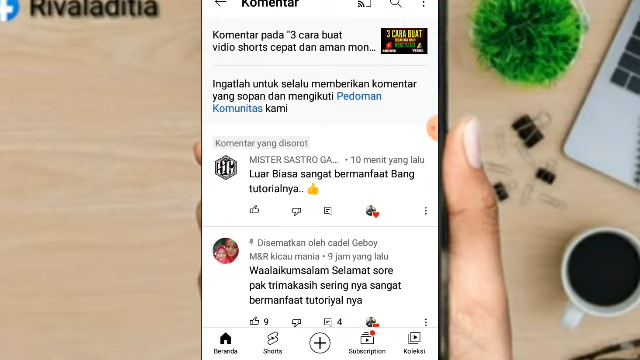 Rivaladitia
Komentar
Komentar pada "3 cara buat
vidio shorts cepat dan aman mon...
3 CARA BUAT
Ingatlah untuk selalu memberikan komentar
yang sopan dan mengikuti Pedoman
Komunitas kami
Komentar yang disorot
MISTER SASTRO GA... • 10 menit yang lalu
Luar Biasa sangat bermanfaat Bang
tutorialnya.. 👍
Disematkan oleh cadel Geboy
M&R kicau mania • 9 jam yang lalu
Waalaikumsalam Selamat sore
pak trimakasih sering nya sangat
bermanfaat tutoriyal nya
9 4
Beranda Shorts Subscription Koleksi